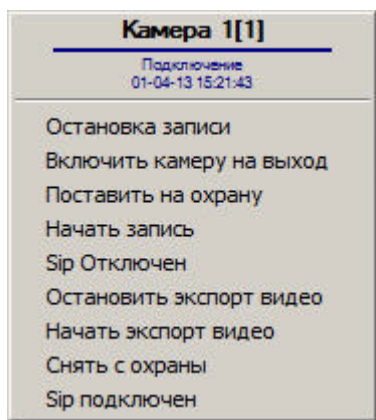 Камера 1[1]
Подключение
01-04-13 15:21:43
Остановка записи
Включить камеру на выход
Поставить на охрану
Начать запись
Sip Отключен
Остановить экспорт видео
Начать экспорт видео
Снять с охраны
Sip подключен